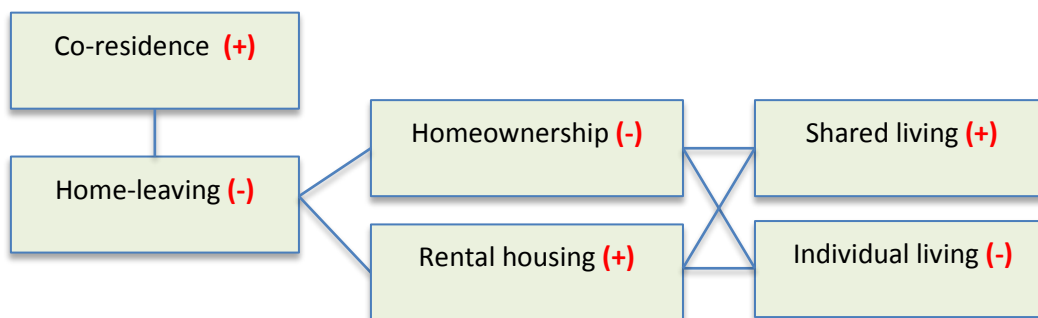 Co-residence (+)
Home-leaving (-)
Homeownership (-)
Rental housing (+)
Shared living (+)
Individual living (-)